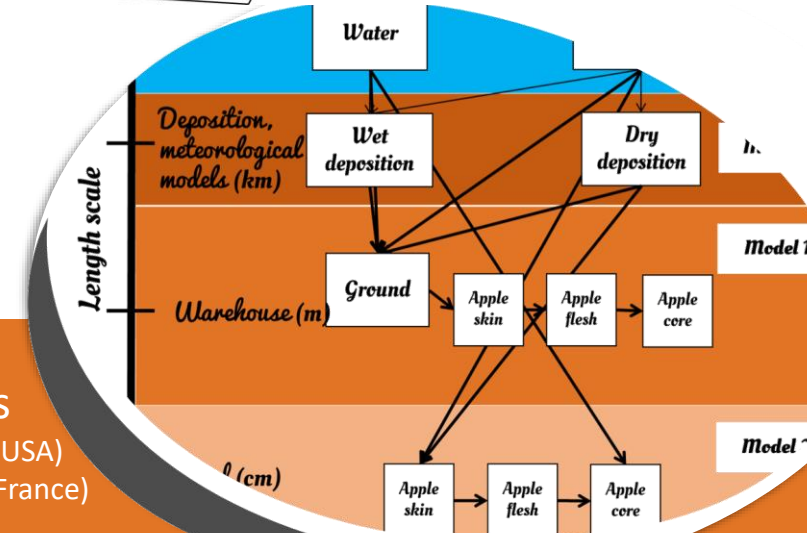 Water
Deposition,
meteorological
models (km)
Wet
deposition
Dry
deposition
Length scale
Model 1
Ground
Warehouse (m)
Apple
skin
Apple
flesh
Apple
core
USA)
France)
(cm)
Model
Apple
skin
Apple
flesh
Apple
core